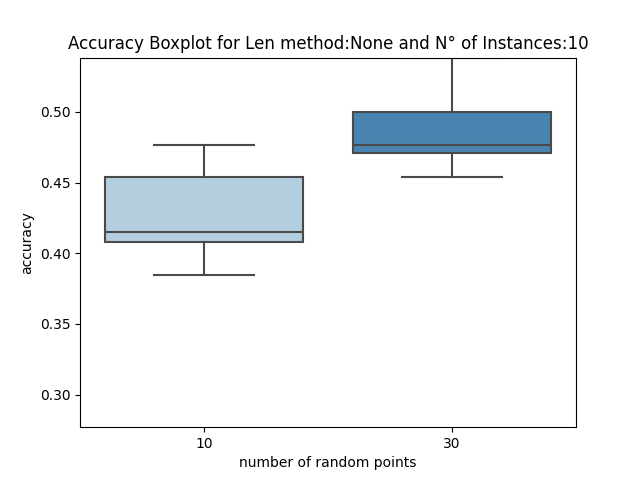 Accuracy Boxplot for Len method:None and N° of Instances:10
0.50
0.45
0.40
0.35
0.30
accuracy
10
30
number of random points